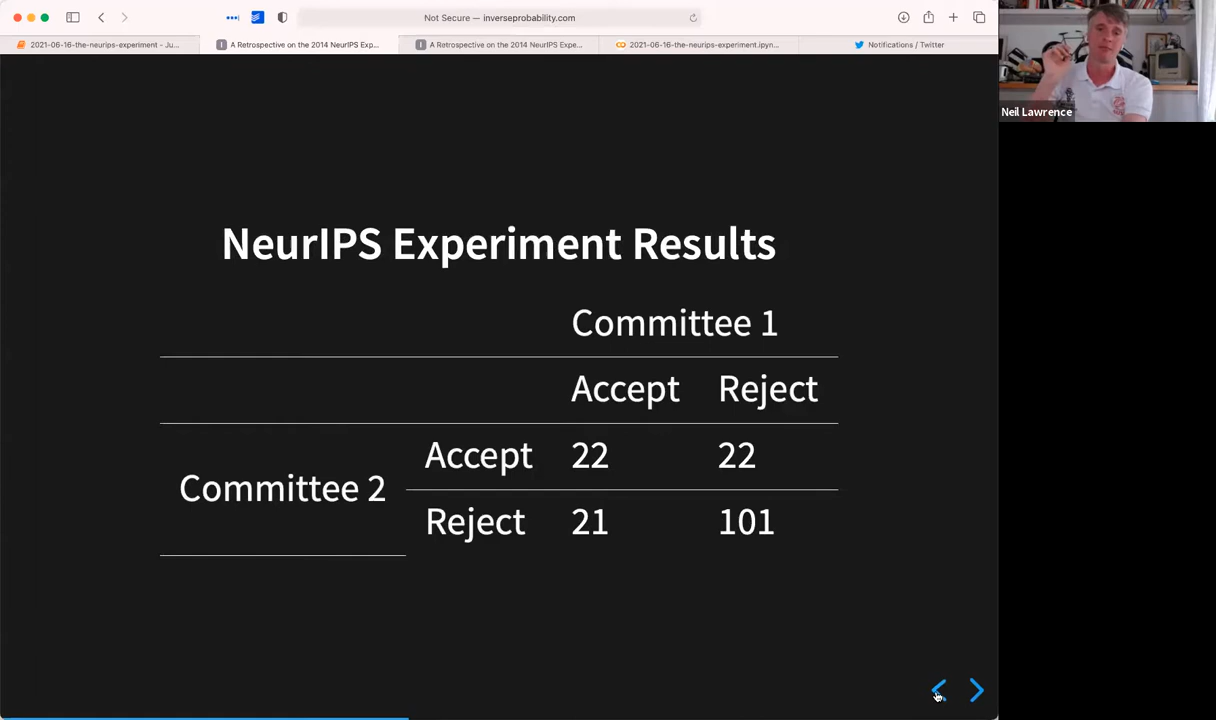 Not Secure — inverseprobability.com
2021-06-16-the-neurips-experiment - Ju...
A Retrospective on the 2014 NeurIPS Exp...
A Retrospective on the 2014 NeurIPS Expe...
2021-06-16-the-neurips-experiment.ipyn...
Notifications / Twitter
Neil Lawrence
NeurIPS Experiment Results
Committee 1
Accept Reject
Committee 2
Accept 22 22
Reject 21 101